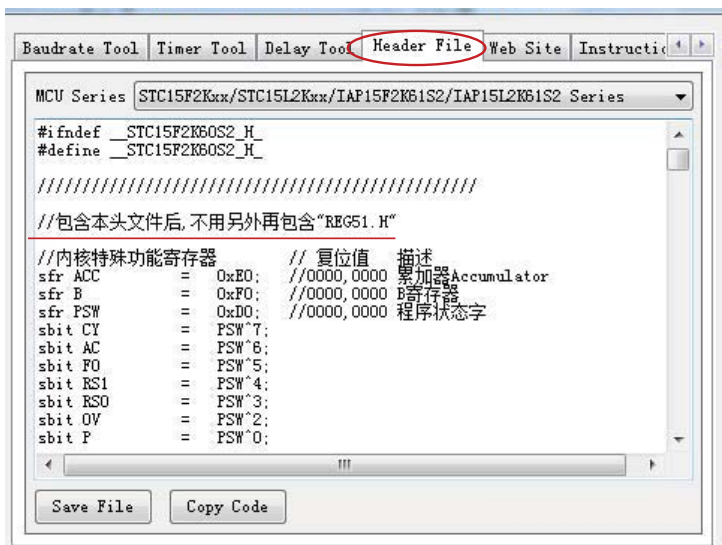 Baudrate Tool Timer Tool Delay Tool Header File Web Site Instructi
MCU Series STC15F2Kxx/STC15L2Kxx/IAP15F2K61S2/IAP15L2K61S2 Series
#ifndef __STC15F2K60S2_H_
#define __STC15F2K60S2_H_
/////////////////////////////////////////////////
//包含本头文件后,不用另外再包含"REG51.H"
//内核特殊功能寄存器 // 复位值 描述
sfr ACC = 0xE0; //0000,0000 累加器Accumulator
sfr B = 0xF0; //0000,0000 B寄存器
sfr PSW = 0xD0; //0000,0000 程序状态字
sbit CY = PSW^7;
sbit AC = PSW^6;
sbit F0 = PSW^5;
sbit RS1 = PSW^4;
sbit RS0 = PSW^3;
sbit OV = PSW^2;
sbit P = PSW^0;
Save File Copy Code